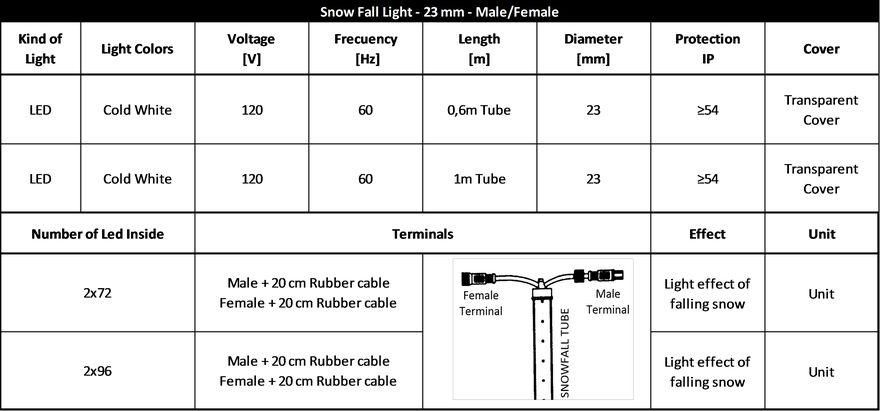 Snow Fall Light - 23 mm - Male/Female
Kind of Light
Light Colors
Voltage [V]
Frecuency [Hz]
Length [m]
Diameter [mm]
Protection IP
Cover
LED
Cold White
120
60
0,6m Tube
23
≥54
Transparent Cover
LED
Cold White
120
60
1m Tube
23
≥54
Transparent Cover
Number of Led Inside
Terminals
Effect
Unit
2x72
Male + 20 cm Rubber cable
Female + 20 cm Rubber cable
Female Terminal
Male Terminal
SNOWFALL TUBE
Light effect of falling snow
Unit
2x96
Male + 20 cm Rubber cable
Female + 20 cm Rubber cable
Light effect of falling snow
Unit